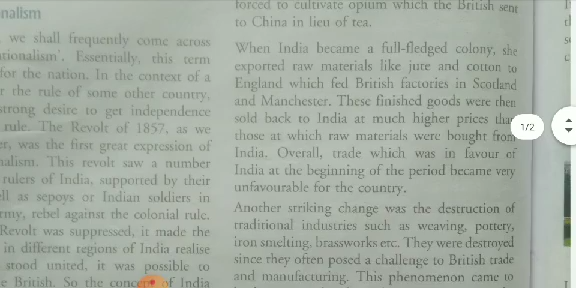 nalism
we shall frequently come across
tionalism'. Essentially, this term
for the nation. In the context of a
r the rule of some other country,
strong desire to get independence
rule. The Revolt of 1857, as we
er, was the first great expression of
nalism. This revolt saw a number
rulers of India, supported by their
ll as sepoys or Indian soldiers in
rmy, rebel against the colonial rule.
Revolt was suppressed, it made the
in different regions of India realise
stood united, it was possible to
e British. So the concept of India
forced to cultivate opium which the British sent
to China in lieu of tea.
When India became a full-fledged colony, she
exported raw materials like jute and cotton to
England which fed British factories in Scotland
and Manchester. These finished goods were then
sold back to India at much higher prices than
those at which raw materials were bought from
India. Overall, trade which was in favour of
India at the beginning of the period became very
unfavourable for the country.
Another striking change was the destruction of
traditional industries such as weaving, pottery,
iron smelting, brassworks etc. They were destroyed
since they often posed a challenge to British trade
and manufacturing. This phenomenon came to
1/2